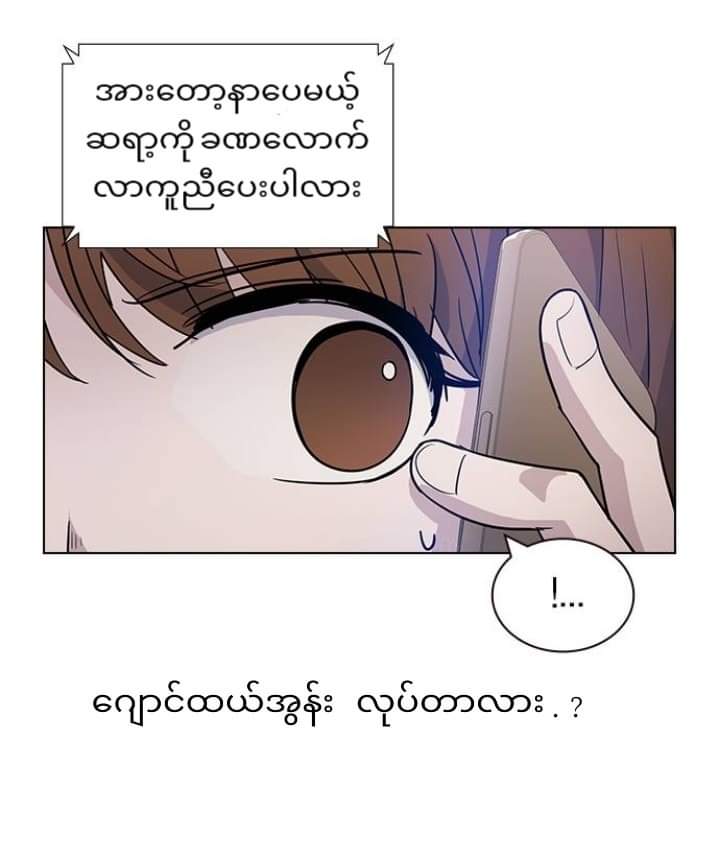 အားတော့နာပေမယ့်
ဆရာ့ကို ခဏလောက်
လာကူညီပေးပါလား
!...
ဂျောင်ထယ်အွန်း လုပ်တာလား . ?